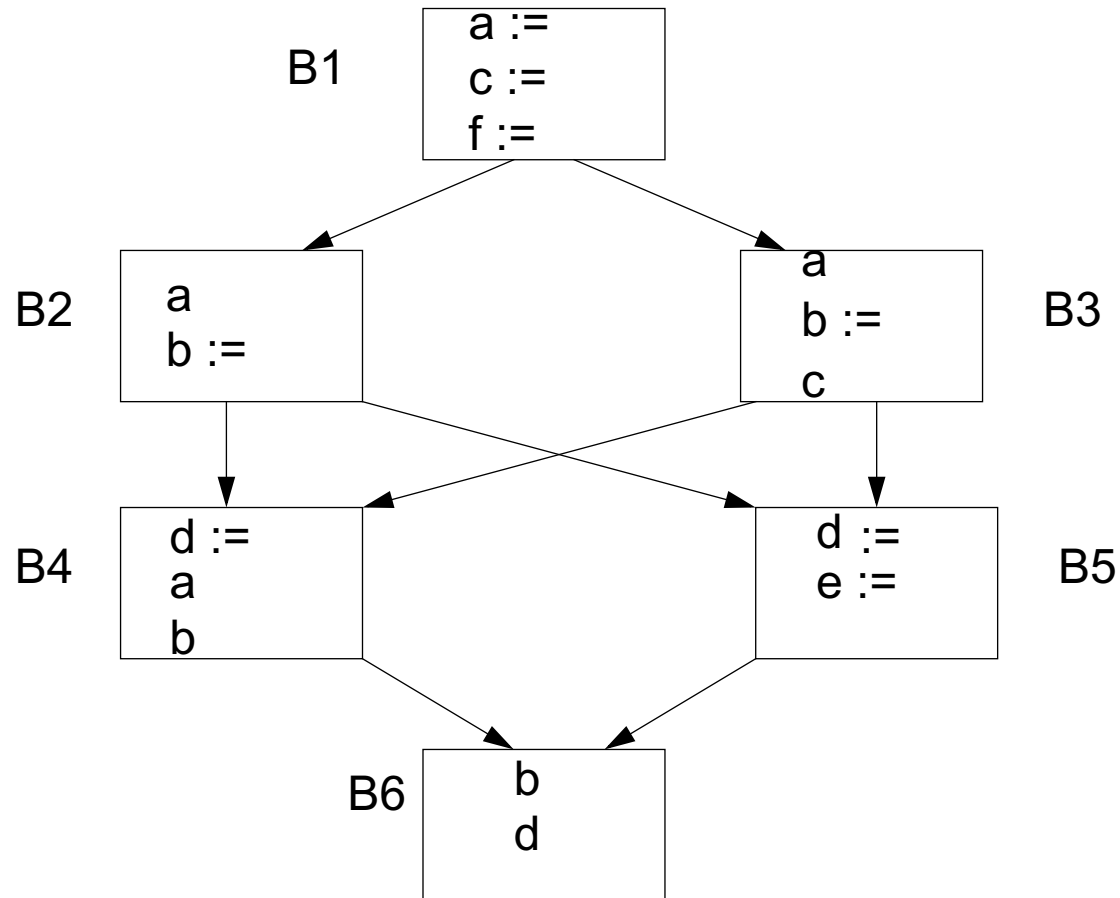 B1
a :=
c :=
f :=
B2
a
b :=
a
b :=
c
B3
B4
d :=
a
b
d :=
e :=
B5
B6
b
d